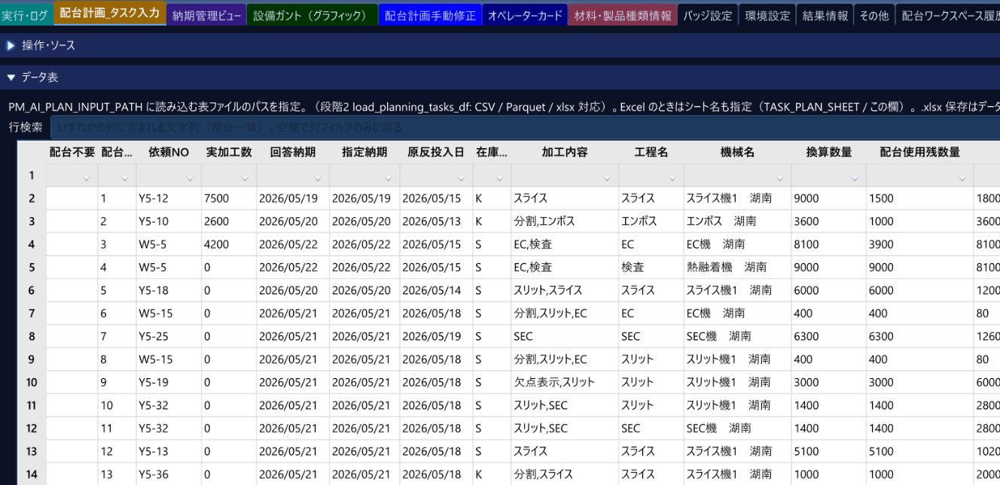 実行・ログ 配台計画_タスク入力 納期管理ビュー 設備ガント（グラフィック） 配台計画手動修正 オペレーターカード 材料・製品種類情報 バッジ設定 環境設定 結果情報 その他 配台ワークスペース履歴
▶ 操作・ソース
▼ データ表
PM_AI_PLAN_INPUT_PATH に読み込む表ファイルのパスを指定。（段階2 load_planning_tasks_df: CSV / Parquet / xlsx 対応）。Excel のときはシート名も指定（TASK_PLAN_SHEET / この欄）。.xlsx 保存はデータ
行検索 いずれかの列に含まれる文字列（部分一致）。空欄で列フィルタのみに戻る
配台不要 配台... 依頼NO 実加工数 回答納期 指定納期 原反投入日 在庫... 加工内容 工程名 機械名 換算数量 配台使用残数量
1
2 1 Y5-12 7500 2026/05/19 2026/05/19 2026/05/15 K スライス スライス スライス機1　湖南 9000 1500 1800
3 2 Y5-10 2600 2026/05/20 2026/05/20 2026/05/13 K 分割,エンボス エンボス エンボス　湖南 3600 1000 3600
4 3 W5-5 4200 2026/05/22 2026/05/22 2026/05/15 S EC,検査 EC EC機　湖南 8100 3900 8100
5 4 W5-5 0 2026/05/22 2026/05/22 2026/05/15 S EC,検査 検査 熱融着機　湖南 9000 9000 8100
6 5 Y5-18 0 2026/05/20 2026/05/20 2026/05/14 S スリット,スライス スライス スライス機1　湖南 6000 6000 1200
7 6 W5-15 0 2026/05/21 2026/05/21 2026/05/18 S 分割,スリット,EC EC EC機　湖南 400 400 80
8 7 Y5-25 0 2026/05/21 2026/05/21 2026/05/19 S SEC SEC SEC機　湖南 6300 6300 1260
9 8 W5-15 0 2026/05/21 2026/05/21 2026/05/18 S 分割,スリット,EC スリット スリット機1　湖南 400 400 80
10 9 Y5-19 0 2026/05/21 2026/05/21 2026/05/18 S 欠点表示,スリット スリット スリット機1　湖南 3000 3000 6000
11 10 Y5-32 0 2026/05/21 2026/05/21 2026/05/18 S スリット,SEC スリット スリット機1　湖南 1400 1400 2800
12 11 Y5-32 0 2026/05/21 2026/05/21 2026/05/18 S スリット,SEC SEC SEC機　湖南 1400 1400 2800
13 12 Y5-13 0 2026/05/21 2026/05/21 2026/05/18 S スライス スライス スライス機1　湖南 5100 5100 1020
14 13 Y5-36 0 2026/05/21 2026/05/21 2026/05/18 K 分割,スライス スライス スライス機1　湖南 1000 1000 2000